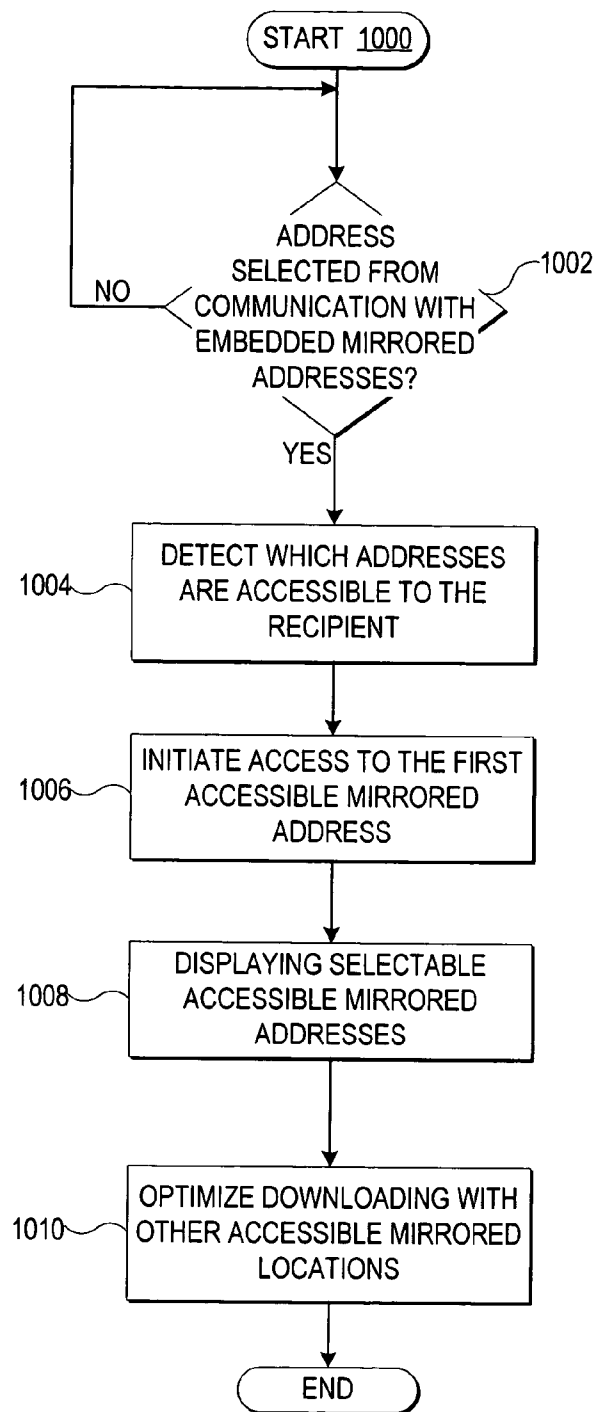 START 1000
ADDRESS
SELECTED FROM
COMMUNICATION WITH
EMBEDDED MIRRORED
ADDRESSES?
1002
NO
YES
DETECT WHICH ADDRESSES
ARE ACCESSIBLE TO THE
RECIPIENT
1004
INITIATE ACCESS TO THE FIRST
ACCESSIBLE MIRRORED
ADDRESS
1006
DISPLAYING SELECTABLE
ACCESSIBLE MIRRORED
ADDRESSES
1008
OPTIMIZE DOWNLOADING WITH
OTHER ACCESSIBLE MIRRORED
LOCATIONS
1010
END